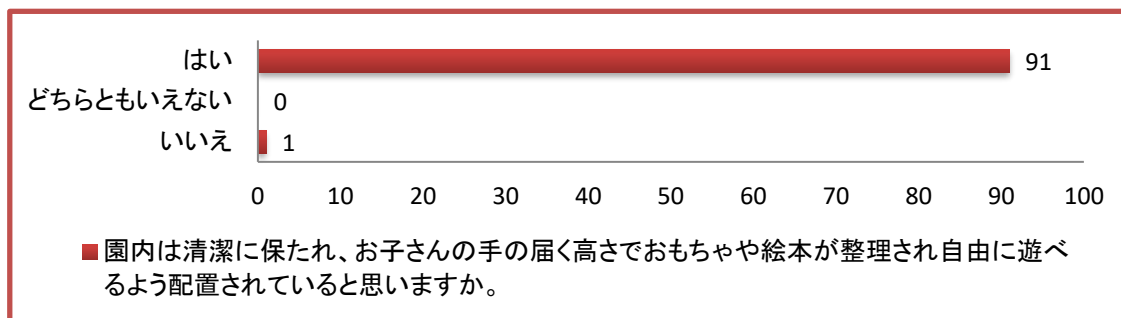 はい
91
どちらともいえない
0
いいえ
1
0 10 20 30 40 50 60 70 80 90 100
園内は清潔に保たれ、お子さんの手の届く高さでおもちゃや絵本が整理され自由に遊べ
るよう配置されていると思いますか。